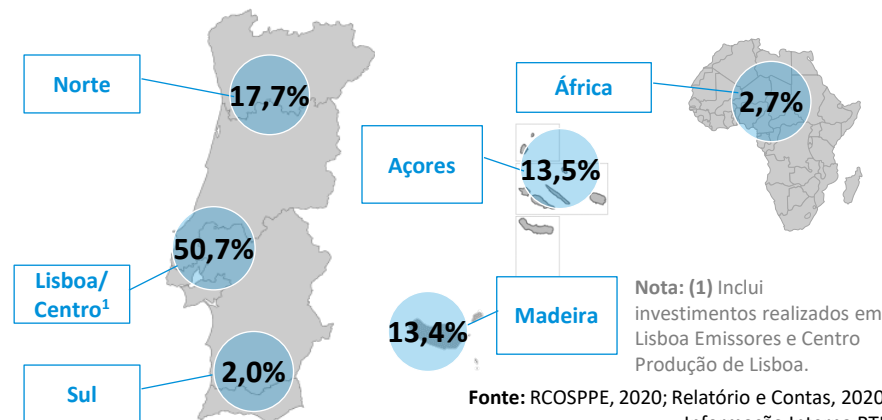 Norte
17,7%
África
2,7%
Açores
13,5%
50,7%
Lisboa/
Centro¹
Madeira
13,4%
Nota: (1) Inclui
investimentos realizados em
Lisboa Emissores e Centro
Produção de Lisboa.
Sul
2,0%
Fonte: RCOSPPE, 2020; Relatório e Contas, 2020